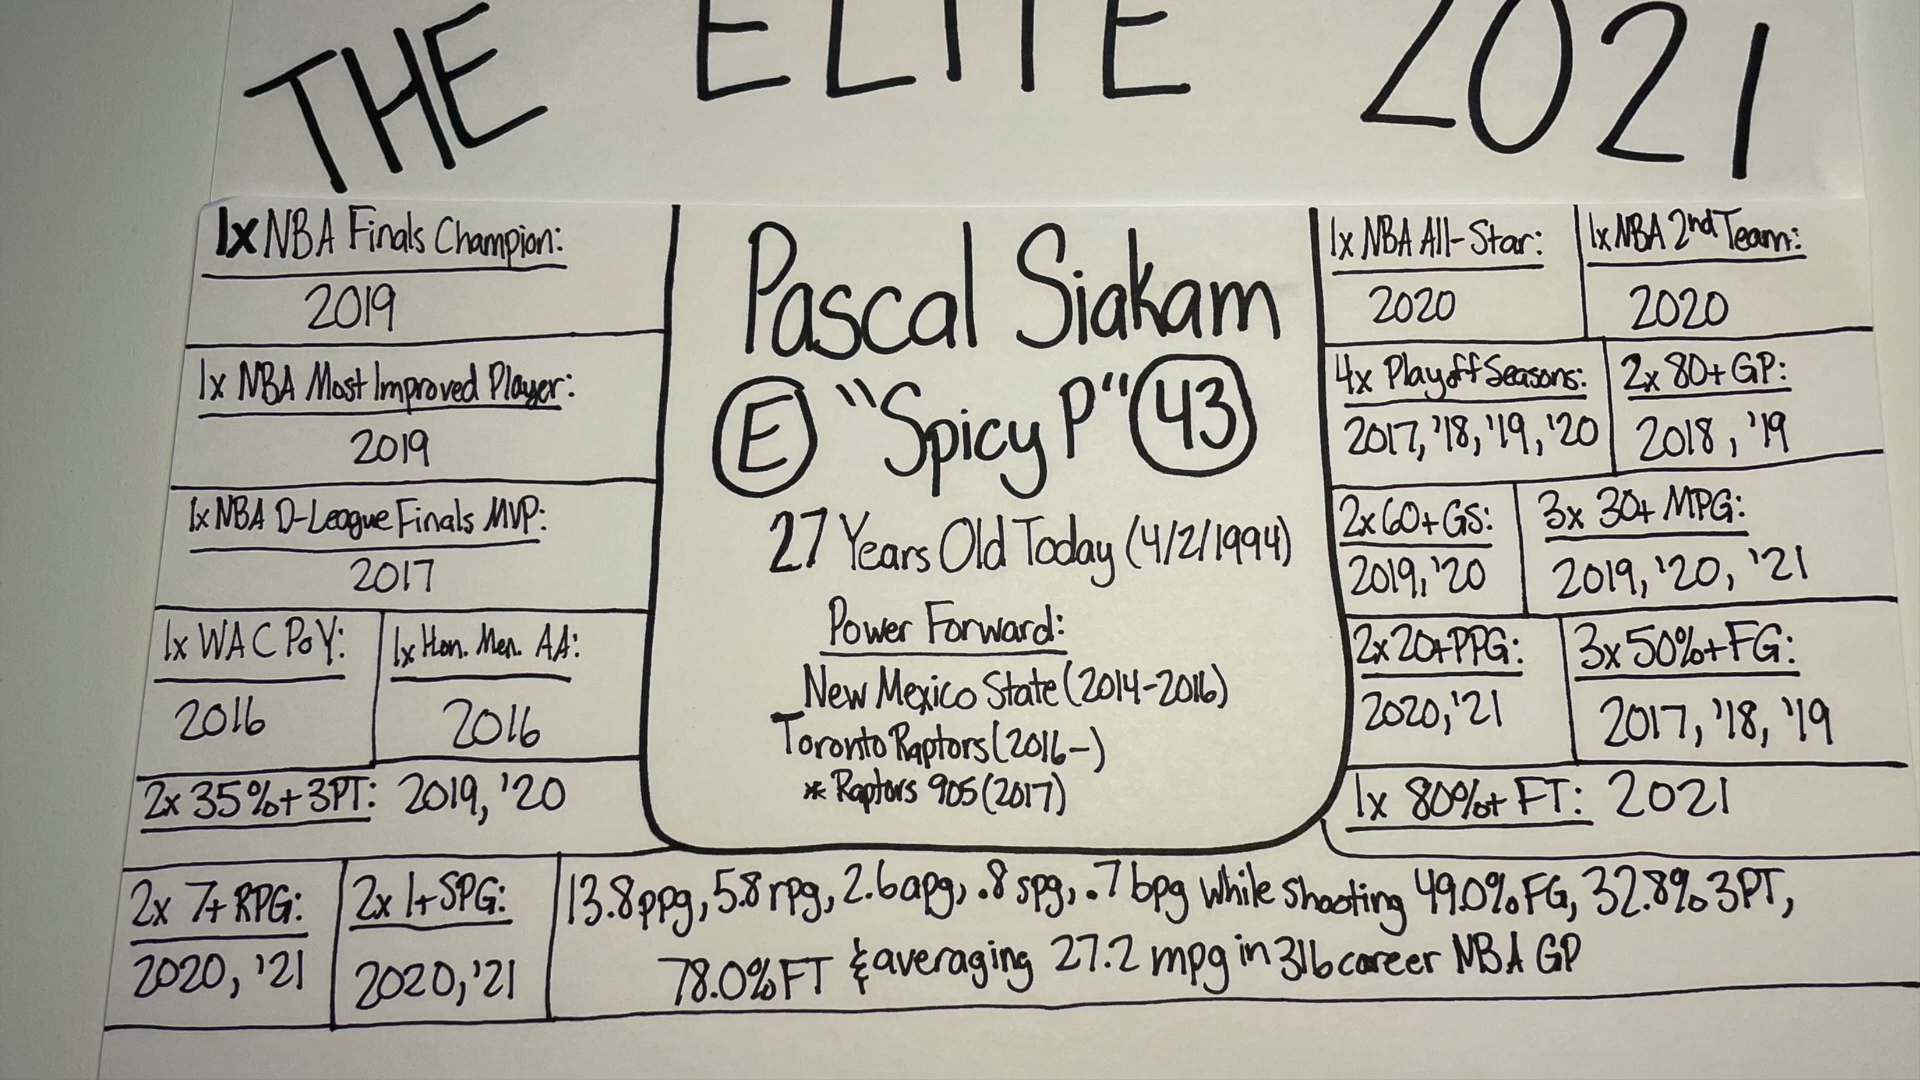 THE ELITE 2021
1x NBA Finals Champion:
2019
1x NBA Most Improved Player:
2019
1x NBA D-League Finals MVP:
2017
1x WAC PoY:
2016
1x Hon. Men. AA:
2016
2x 35%+ 3PT: 2019, '20
2x 7+ RPG:
2020, '21
2x 1+ SPG:
2020, '21
Pascal Siakam
E "Spicy P" 43
27 Years Old Today (4/2/1994)
Power Forward:
New Mexico State (2014-2016)
Toronto Raptors (2016-)
* Raptors 905 (2017)
1x NBA All-Star:
2020
1x NBA 2nd Team:
2020
4x Playoff Seasons:
2017, '18, '19, '20
2x 80+ GP:
2018, '19
2x 60+ GS:
2019, '20
3x 30+ MPG:
2019, '20, '21
2x 20+ PPG:
2020, '21
3x 50%+ FG:
2017, '18, '19
1x 80%+ FT: 2021
13.8 ppg, 5.8 rpg, 2.6 apg, .8 spg, .7 bpg while shooting 49.0% FG, 32.8% 3PT,
78.0% FT & averaging 27.2 mpg in 316 career NBA GP